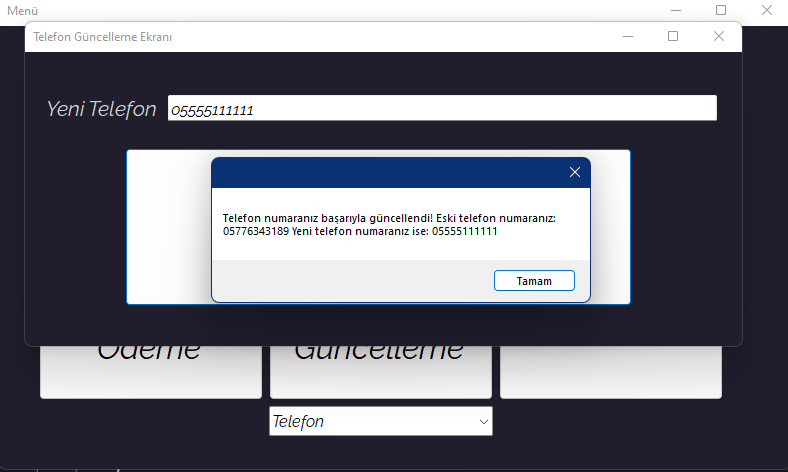 Menü
Telefon Güncelleme Ekranı
Yeni Telefon 05555111111
Telefon numaranız başarıyla güncellendi! Eski telefon numaranız:
05776343189 Yeni telefon numaranız ise: 05555111111
Tamam
Ödeme Güncelleme
Telefon